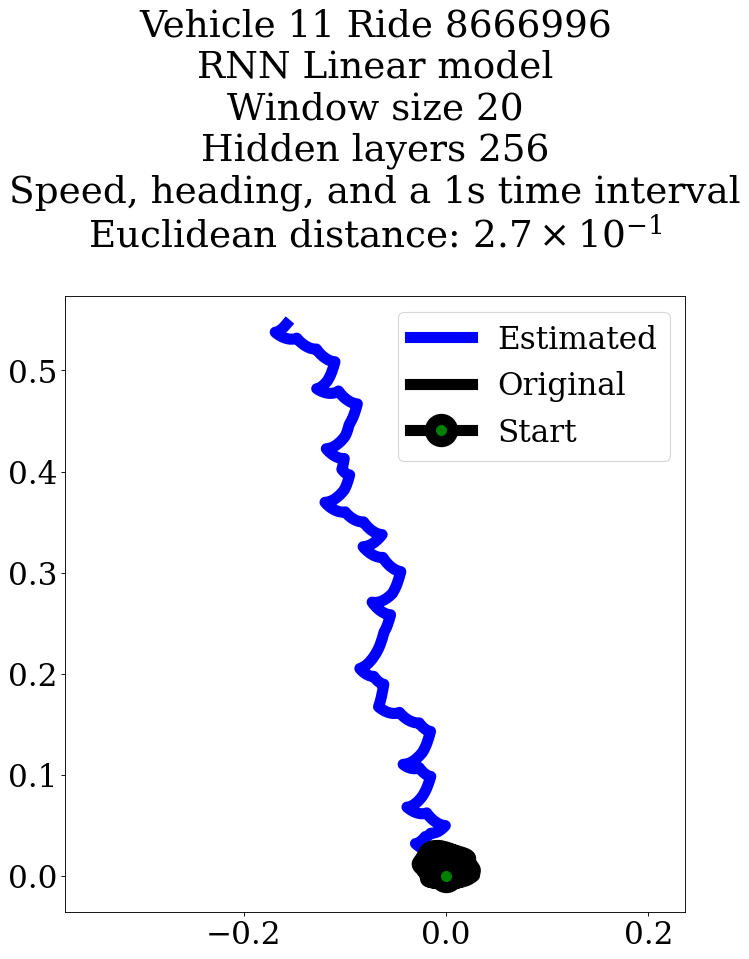 Vehicle 11 Ride 8666996
RNN Linear model
Window size 20
Hidden layers 256
Speed, heading, and a 1s time interval
Euclidean distance: 2.7 × 10⁻¹
Estimated
Original
Start
0.5
0.4
0.3
0.2
0.1
0.0
−0.2 0.0 0.2